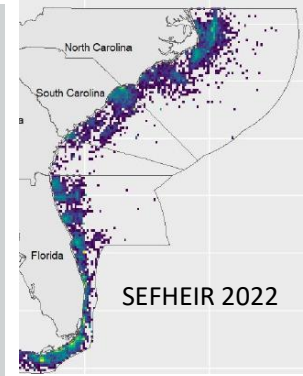 North Carolina
South Carolina
a
Florida
SEFHEIR 2022